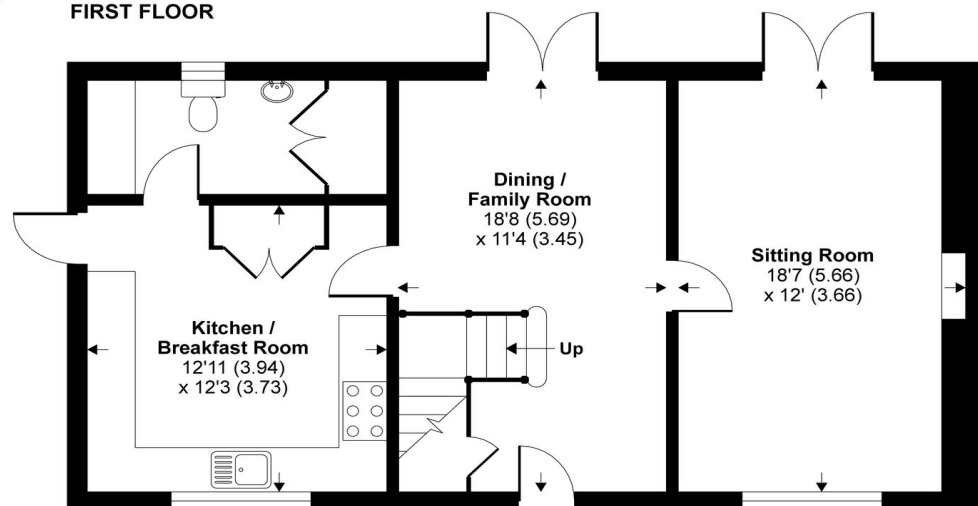 FIRST FLOOR
Dining /
Family Room
18'8 (5.69)
x 11'4 (3.45)
Sitting Room
18'7 (5.66)
x 12' (3.66)
Kitchen /
Breakfast Room
12'11 (3.94)
x 12'3 (3.73)
Up